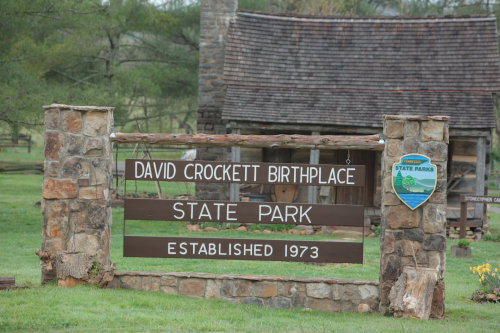 DAVID CROCKETT BIRTHPLACE
STATE PARK
ESTABLISHED 1973
STATE PARKS